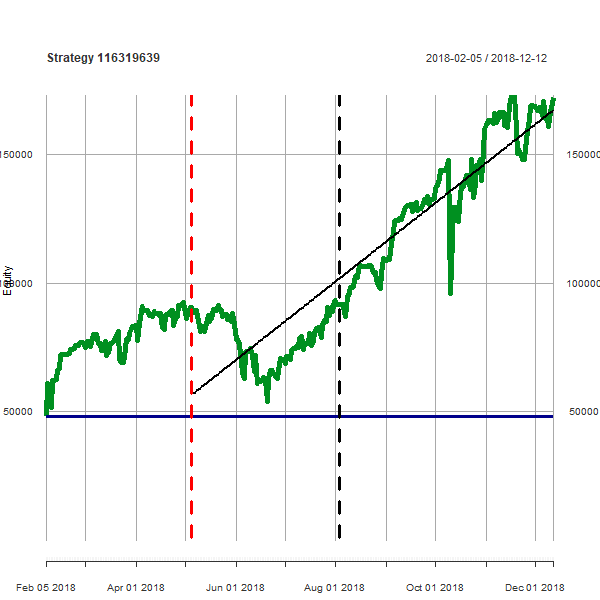 Strategy 116319639
2018-02-05 / 2018-12-12
150000 150000
100000 100000
Equity
50000 50000
Feb 05 2018 Apr 01 2018 Jun 01 2018 Aug 01 2018 Oct 01 2018 Dec 01 2018